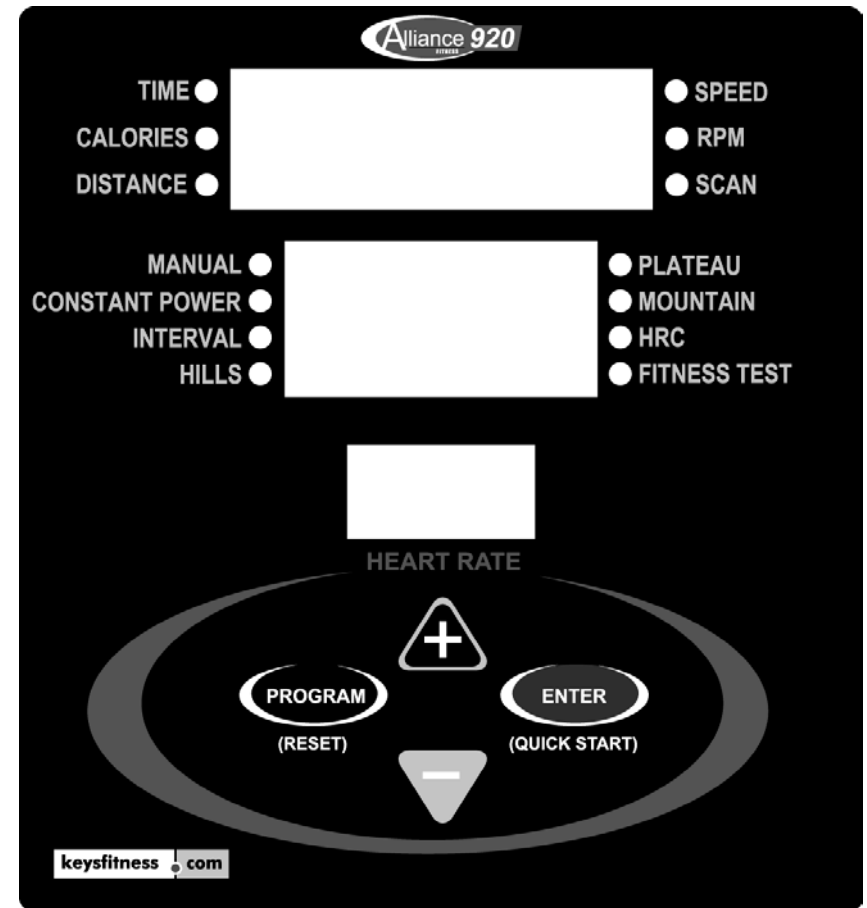 Alliance 920
FITNESS
TIME SPEED
CALORIES RPM
DISTANCE SCAN
MANUAL PLATEAU
CONSTANT POWER MOUNTAIN
INTERVAL HRC
HILLS FITNESS TEST
HEART RATE
+
PROGRAM ENTER
(RESET) (QUICK START)
−
keysfitness.com